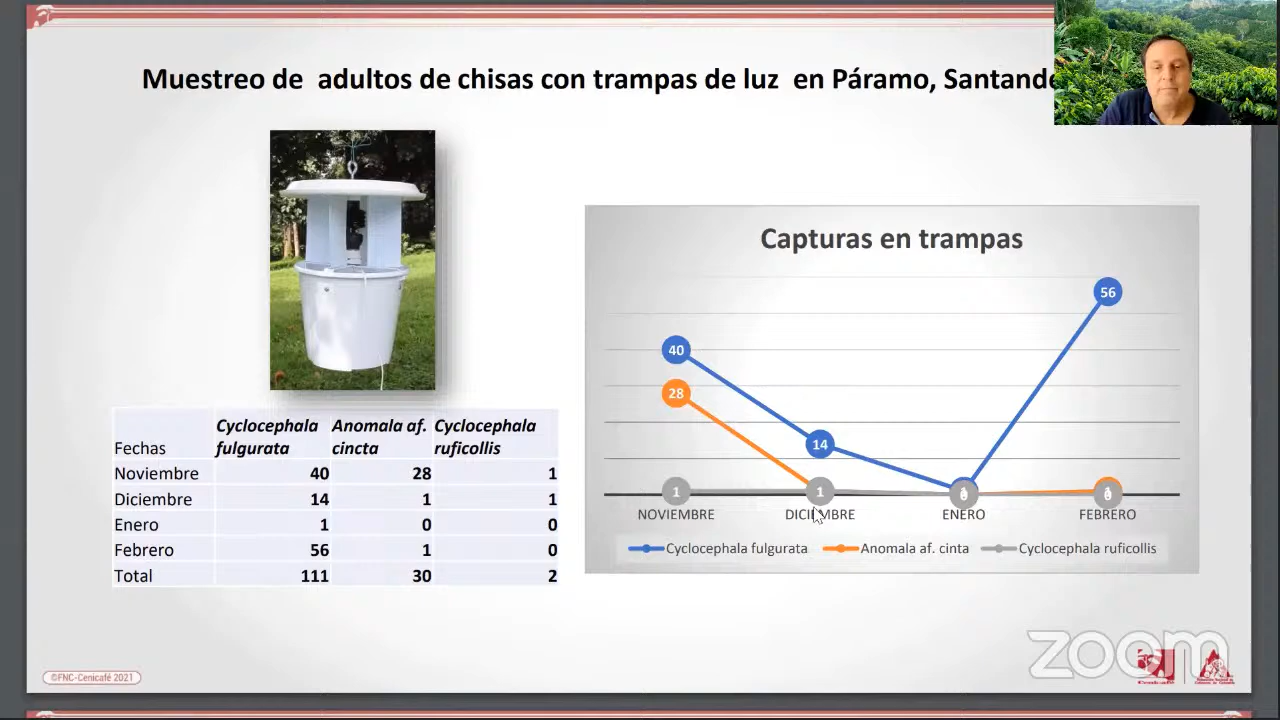 Muestreo de adultos de chisas con trampas de luz en Páramo, Santande
Capturas en trampas
56
40
28
14
1
1
NOVIEMBRE DICIEMBRE ENERO FEBRERO
Cyclocephala fulgurata Anomala af. cinta Cyclocephala ruficollis
Fechas Cyclocephala fulgurata Anomala af. cincta Cyclocephala ruficollis
Noviembre 40 28 1
Diciembre 14 1 1
Enero 1 0 0
Febrero 56 1 0
Total 111 30 2
©FNC-Cenicafé 2021
zoom
Cenicafé